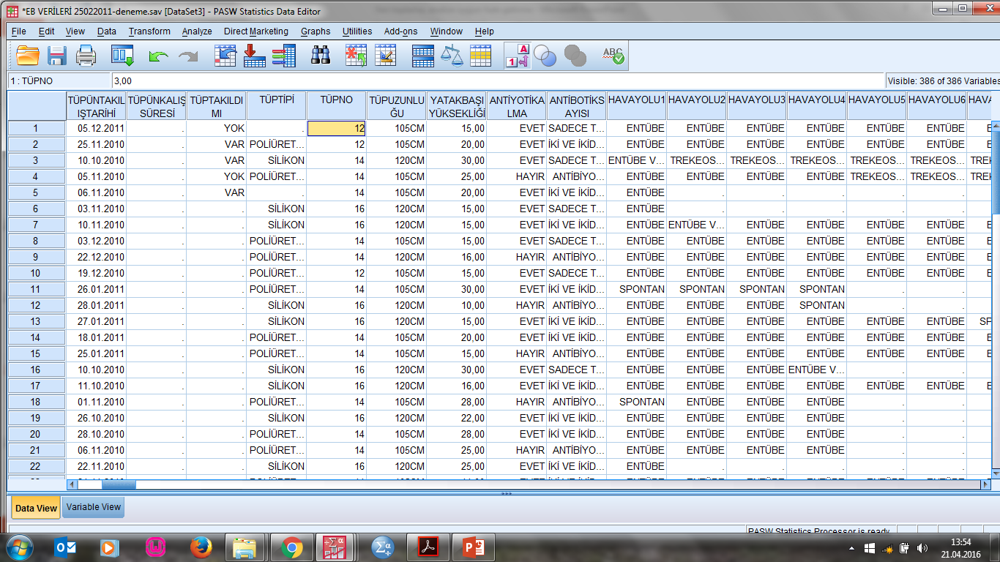 *EB VERİLERİ 25022011-deneme.sav [DataSet3] - PASW Statistics Data Editor
File Edit View Data Transform Analyze Direct Marketing Graphs Utilities Add-ons Window Help
1 : TÜPNO 3,00 Visible: 386 of 386 Variables
TÜPÜNTAKIL TÜPÜNKALIŞ TÜPTAKILDI TÜPTİPİ TÜPNO TÜPUZUNLU YATAKBAŞI ANTİYOTİKA ANTİBOTİKS HAVAYOLU1 HAVAYOLU2 HAVAYOLU3 HAVAYOLU4 HAVAYOLU5 HAVAYOLU6 HAVA
IŞTARİHİ SÜRESİ MI ĞU YÜKSEKLİĞİ LMA AYISI
1 05.12.2011 . YOK . 12 105CM 15,00 EVET SADECE T... ENTÜBE ENTÜBE ENTÜBE ENTÜBE ENTÜBE ENTÜBE E
2 25.11.2010 . VAR POLİÜRET... 12 105CM 20,00 EVET İKİ VE İKİD... ENTÜBE ENTÜBE ENTÜBE ENTÜBE ENTÜBE ENTÜBE E
3 10.10.2010 . VAR SİLİKON 14 120CM 30,00 EVET SADECE T... ENTÜBE V... TREKEOS... TREKEOS... TREKEOS... TREKEOS... TREKEOS... TRE
4 05.11.2010 . YOK POLİÜRET... 14 105CM 25,00 HAYIR ANTİBİYO... ENTÜBE ENTÜBE ENTÜBE ENTÜBE TREKEOS... TREKEOS... TRE
5 06.11.2010 . VAR . 14 105CM 20,00 EVET İKİ VE İKİD... ENTÜBE . . . . .
6 03.11.2010 . . SİLİKON 16 120CM 15,00 EVET SADECE T... ENTÜBE . . . . .
7 10.11.2010 . . SİLİKON 16 120CM 15,00 EVET İKİ VE İKİD... ENTÜBE ENTÜBE V... ENTÜBE ENTÜBE ENTÜBE ENTÜBE E
8 03.12.2010 . . POLİÜRET... 14 105CM 15,00 EVET SADECE T... ENTÜBE ENTÜBE ENTÜBE ENTÜBE ENTÜBE ENTÜBE E
9 22.12.2010 . . POLİÜRET... 14 120CM 16,00 HAYIR ANTİBİYO... ENTÜBE ENTÜBE ENTÜBE ENTÜBE ENTÜBE ENTÜBE E
10 19.12.2010 . . POLİÜRET... 12 105CM 15,00 EVET SADECE T... ENTÜBE ENTÜBE ENTÜBE ENTÜBE ENTÜBE ENTÜBE E
11 26.01.2011 . . POLİÜRET... 14 105CM 30,00 EVET SADECE T... SPONTAN SPONTAN SPONTAN SPONTAN . .
12 28.01.2011 . . SİLİKON 16 120CM 10,00 HAYIR ANTİBİYO... ENTÜBE ENTÜBE ENTÜBE SPONTAN . .
13 27.01.2011 . . SİLİKON 16 120CM 15,00 EVET İKİ VE İKİD... ENTÜBE ENTÜBE ENTÜBE ENTÜBE ENTÜBE ENTÜBE SP
14 18.01.2011 . . POLİÜRET... 14 105CM 20,00 EVET İKİ VE İKİD... ENTÜBE ENTÜBE ENTÜBE ENTÜBE ENTÜBE ENTÜBE E
15 25.01.2011 . . POLİÜRET... 14 105CM 15,00 HAYIR ANTİBİYO... ENTÜBE ENTÜBE ENTÜBE ENTÜBE ENTÜBE ENTÜBE E
16 10.10.2010 . . SİLİKON 16 120CM 30,00 EVET SADECE T... ENTÜBE ENTÜBE ENTÜBE ENTÜBE V... . .
17 11.10.2010 . . SİLİKON 16 120CM 16,00 EVET İKİ VE İKİD... ENTÜBE ENTÜBE ENTÜBE ENTÜBE ENTÜBE ENTÜBE E
18 01.11.2010 . . POLİÜRET... 14 105CM 28,00 HAYIR ANTİBİYO... SPONTAN ENTÜBE ENTÜBE ENTÜBE . .
19 26.10.2010 . . SİLİKON 16 120CM 22,00 EVET İKİ VE İKİD... ENTÜBE ENTÜBE ENTÜBE ENTÜBE . .
20 28.10.2010 . . POLİÜRET... 14 105CM 28,00 EVET İKİ VE İKİD... ENTÜBE ENTÜBE ENTÜBE ENTÜBE . .
21 06.11.2010 . . POLİÜRET... 14 105CM 25,00 HAYIR ANTİBİYO... ENTÜBE ENTÜBE ENTÜBE ENTÜBE . .
22 22.11.2010 . . SİLİKON 16 120CM 25,00 EVET İKİ VE İKİD... ENTÜBE . . . . .
Data View Variable View
PASW Statistics Processor is ready
13:54
21.04.2016